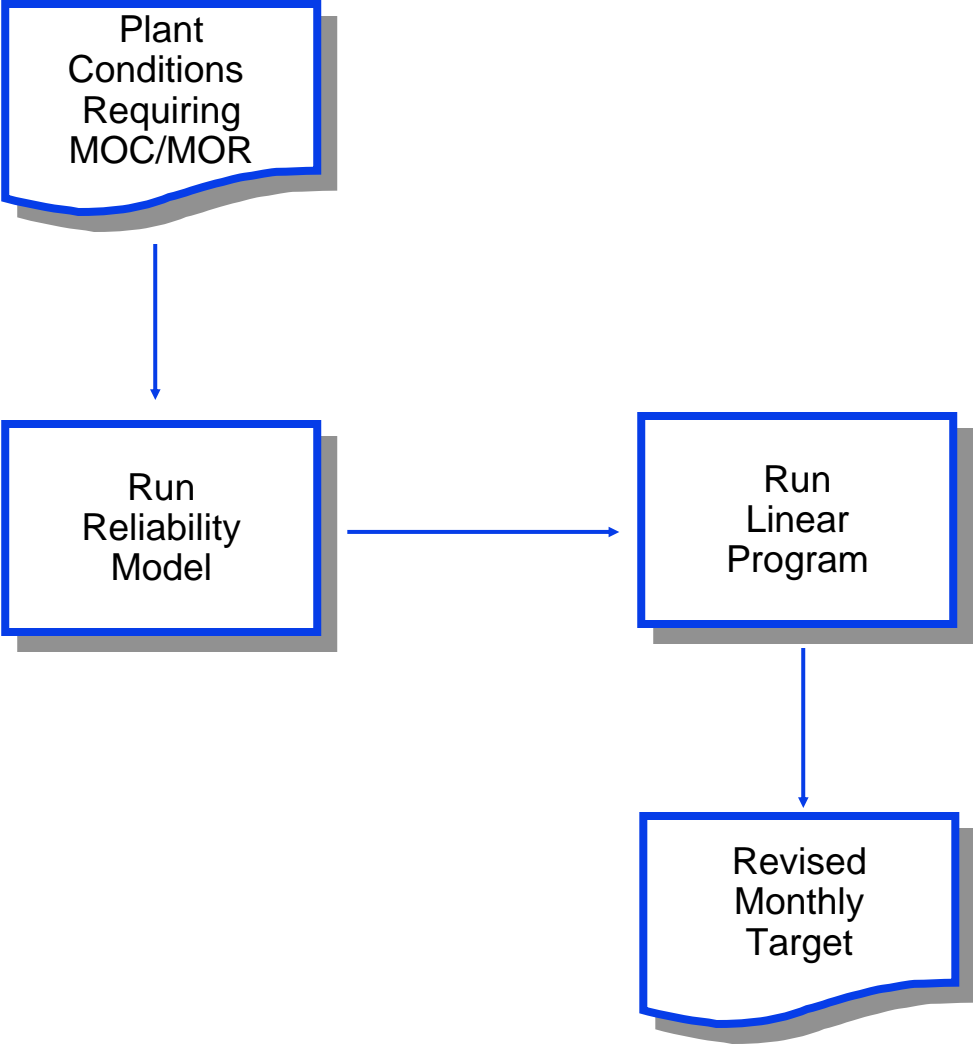 Plant
Conditions
Requiring
MOC/MOR
Run
Reliability
Model
Run
Linear
Program
Revised
Monthly
Target